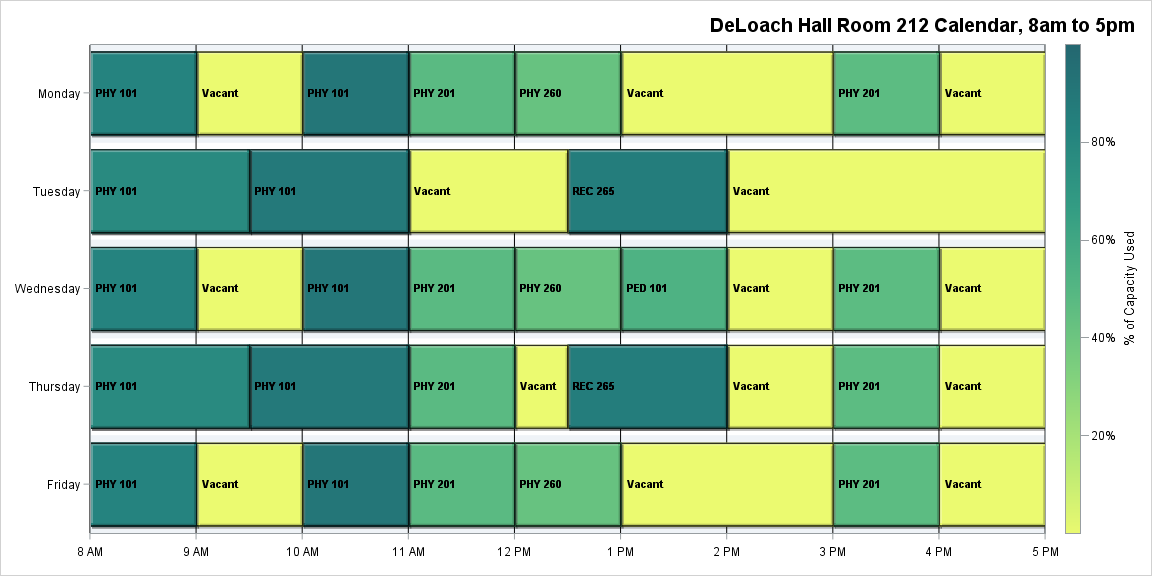 DeLoach Hall Room 212 Calendar, 8am to 5pm
Monday
PHY 101
Vacant
PHY 101
PHY 201
PHY 260
Vacant
PHY 201
Vacant
Tuesday
PHY 101
PHY 101
Vacant
REC 265
Vacant
Wednesday
PHY 101
Vacant
PHY 101
PHY 201
PHY 260
PED 101
Vacant
PHY 201
Vacant
Thursday
PHY 101
PHY 101
PHY 201
Vacant
REC 265
Vacant
PHY 201
Vacant
Friday
PHY 101
Vacant
PHY 101
PHY 201
PHY 260
Vacant
PHY 201
Vacant
8 AM
9 AM
10 AM
11 AM
12 PM
1 PM
2 PM
3 PM
4 PM
5 PM
80%
60%
40%
20%
% of Capacity Used